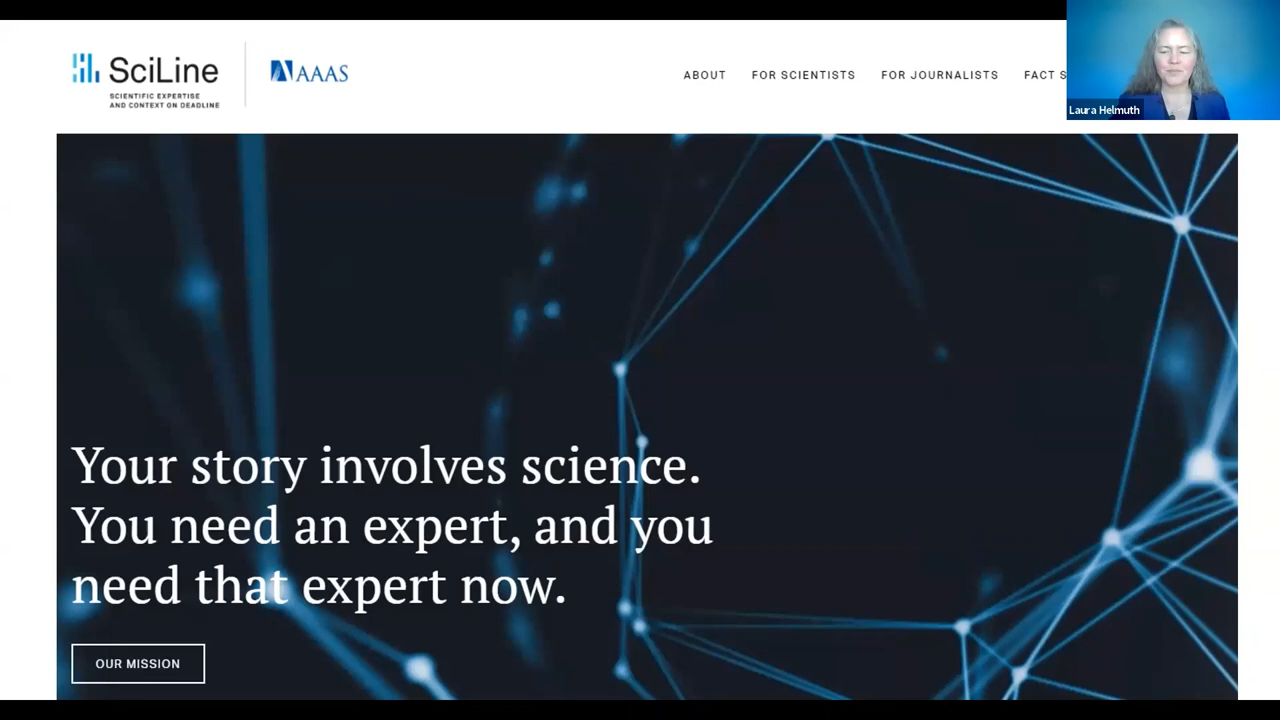 SciLine
SCIENTIFIC EXPERTISE
AND CONTEXT ON DEADLINE
AAAS
ABOUT FOR SCIENTISTS FOR JOURNALISTS FACT S
Laura Helmuth
Your story involves science.
You need an expert, and you
need that expert now.
OUR MISSION